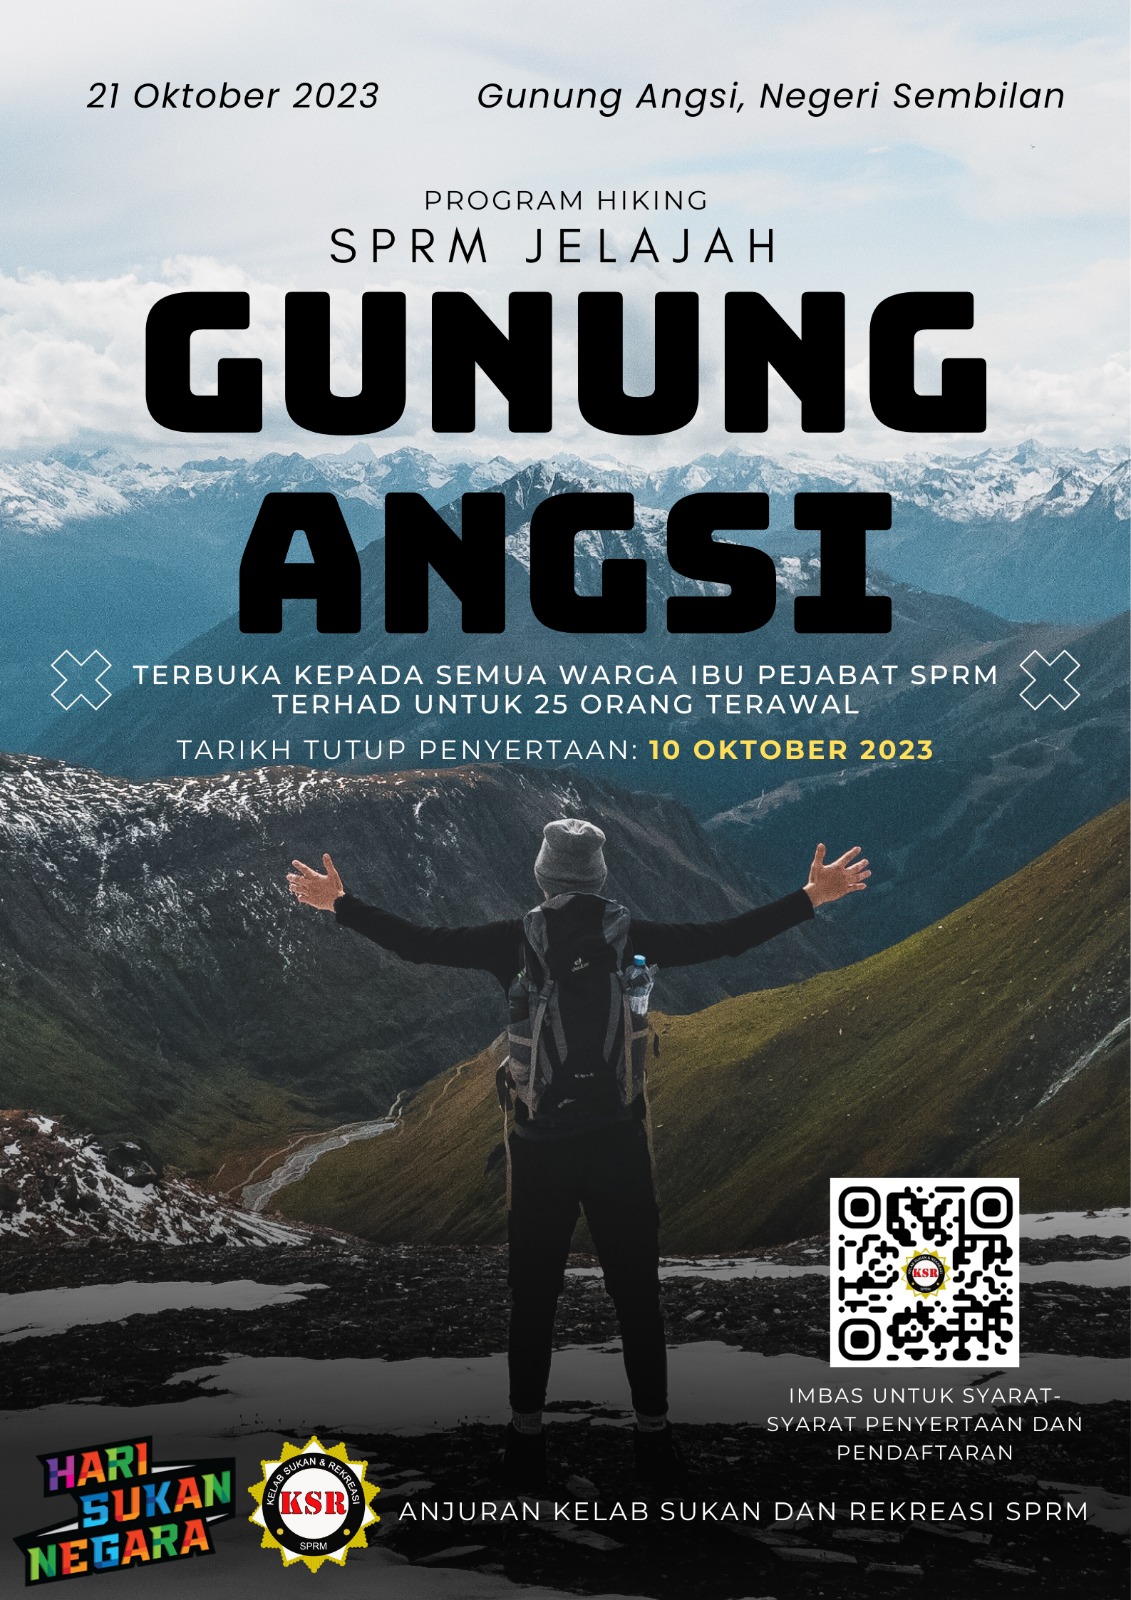 21 Oktober 2023
Gunung Angsi, Negeri Sembilan
PROGRAM HIKING
SPRM JELAJAH
GUNUNG
ANGSI
TERBUKA KEPADA SEMUA WARGA IBU PEJABAT SPRM
TERHAD UNTUK 25 ORANG TERAWAL
TARIKH TUTUP PENYERTAAN: 10 OKTOBER 2023
KSR
IMBAS UNTUK SYARAT-
SYARAT PENYERTAAN DAN
PENDAFTARAN
HARI
SUKAN
NEGARA
KELAB SUKAN & REKREASI
KSR
SPRM
ANJURAN KELAB SUKAN DAN REKREASI SPRM